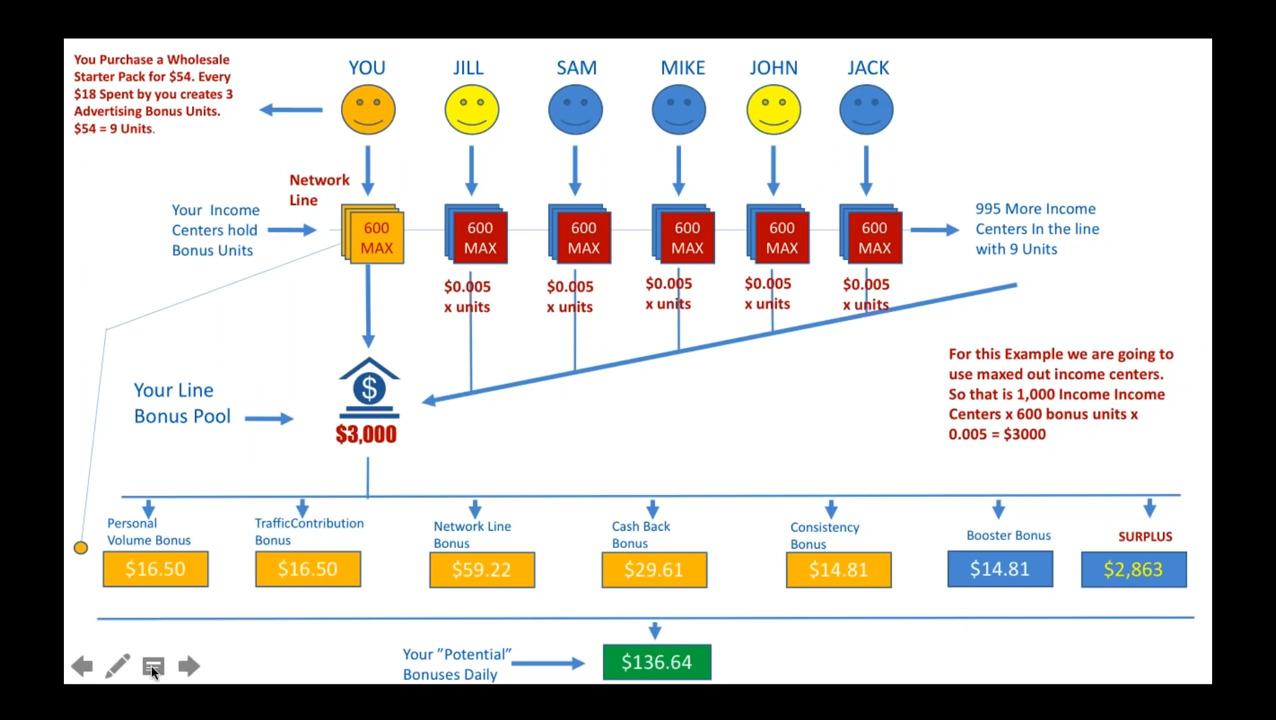 You Purchase a Wholesale
Starter Pack for $54. Every
$18 Spent by you creates 3
Advertising Bonus Units.
$54 = 9 Units.
YOU
JILL
SAM
MIKE
JOHN
JACK
Network
Line
Your Income
Centers hold
Bonus Units
600
MAX
600
MAX
600
MAX
600
MAX
600
MAX
600
MAX
995 More Income
Centers In the line
with 9 Units
$0.005
x units
$0.005
x units
$0.005
x units
$0.005
x units
$0.005
x units
For this Example we are going to
use maxed out income centers.
So that is 1,000 Income Income
Centers x 600 bonus units x
0.005 = $3000
Your Line
Bonus Pool
$
$3,000
Personal
Volume Bonus
$16.50
TrafficContribution
Bonus
$16.50
Network Line
Bonus
$59.22
Cash Back
Bonus
$29.61
Consistency
Bonus
$14.81
Booster Bonus
$14.81
SURPLUS
$2,863
Your ”Potential”
Bonuses Daily
$136.64